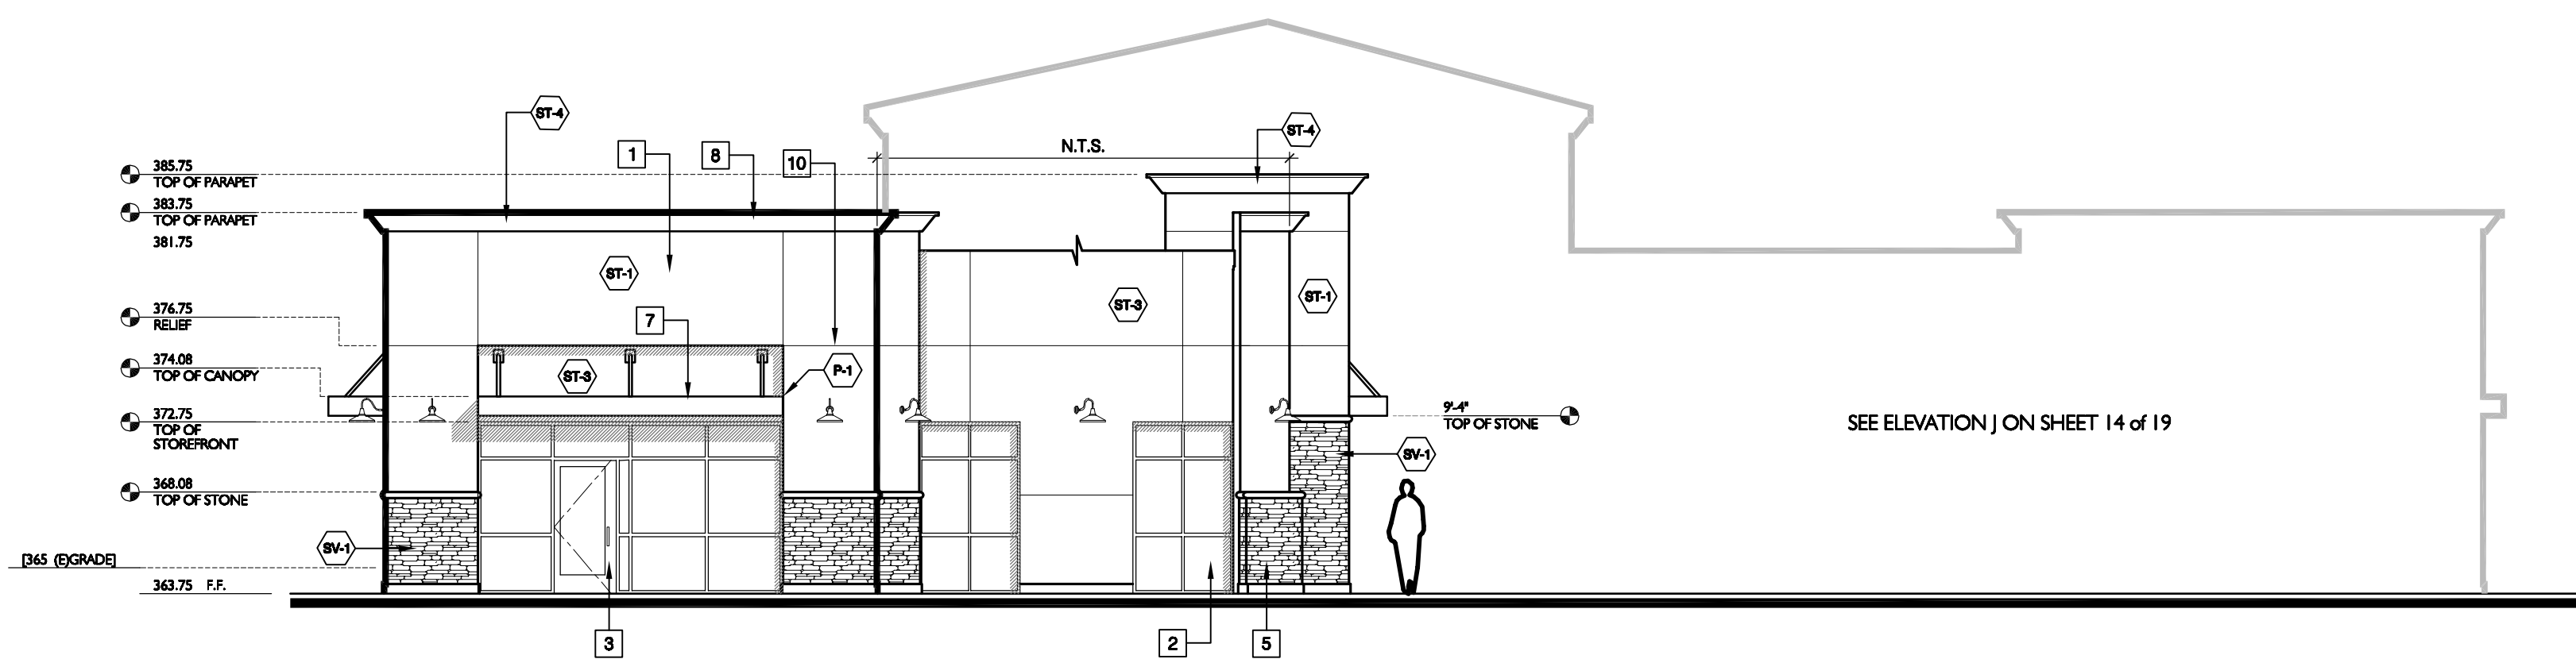 ST-4
1
8
10
N.T.S.
ST-4
385.75
TOP OF PARAPET
383.75
TOP OF PARAPET
381.75
ST-1
ST-3
ST-1
376.75
RELIEF
7
374.08
TOP OF CANOPY
ST-3
P-1
372.75
TOP OF
STOREFRONT
9'-4"
TOP OF STONE
SEE ELEVATION J ON SHEET 14 of 19
SV-1
368.08
TOP OF STONE
SV-1
[365 (E)GRADE]
363.75 F.F.
3
2
5